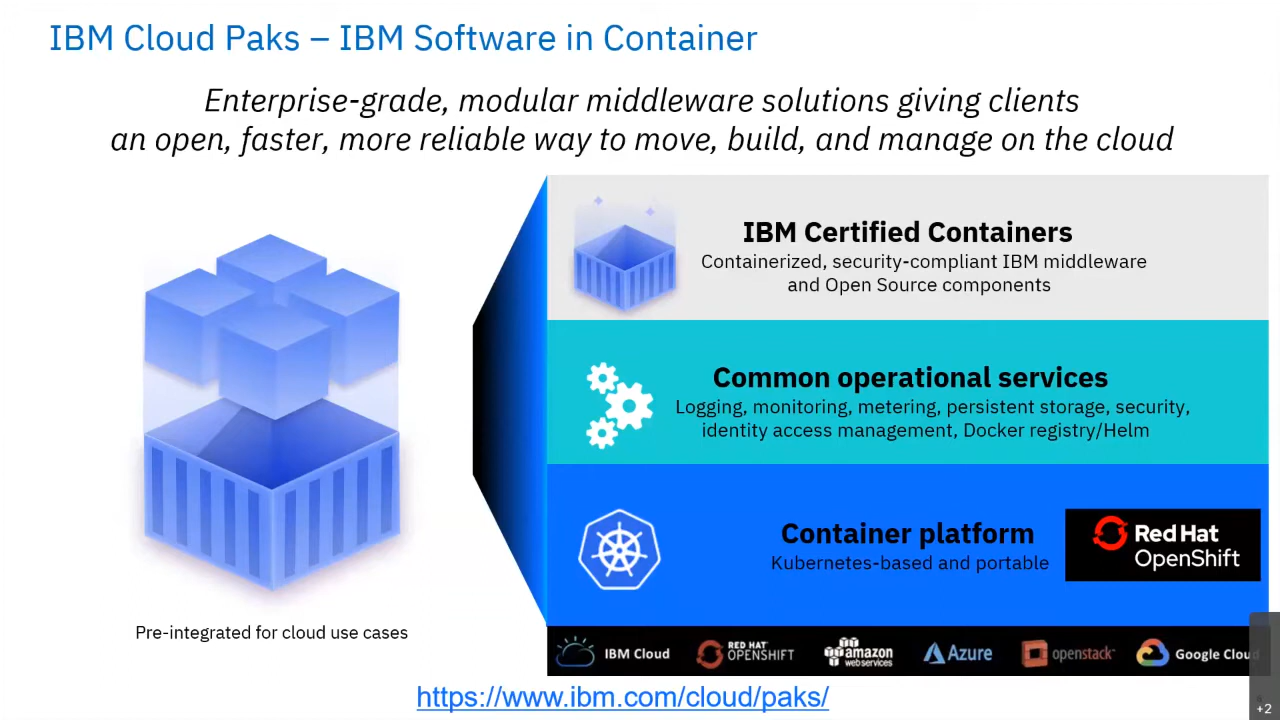 IBM Cloud Paks – IBM Software in Container
Enterprise-grade, modular middleware solutions giving clients
an open, faster, more reliable way to move, build, and manage on the cloud
IBM Certified Containers
Containerized, security-compliant IBM middleware
and Open Source components
Common operational services
Logging, monitoring, metering, persistent storage, security,
identity access management, Docker registry/Helm
Container platform
Kubernetes-based and portable
Red Hat
OpenShift
Pre-integrated for cloud use cases
IBM Cloud
RED HAT
OPENSHIFT
amazon
webservices
Azure
openstack
Google Cloud
https://www.ibm.com/cloud/paks/
+2